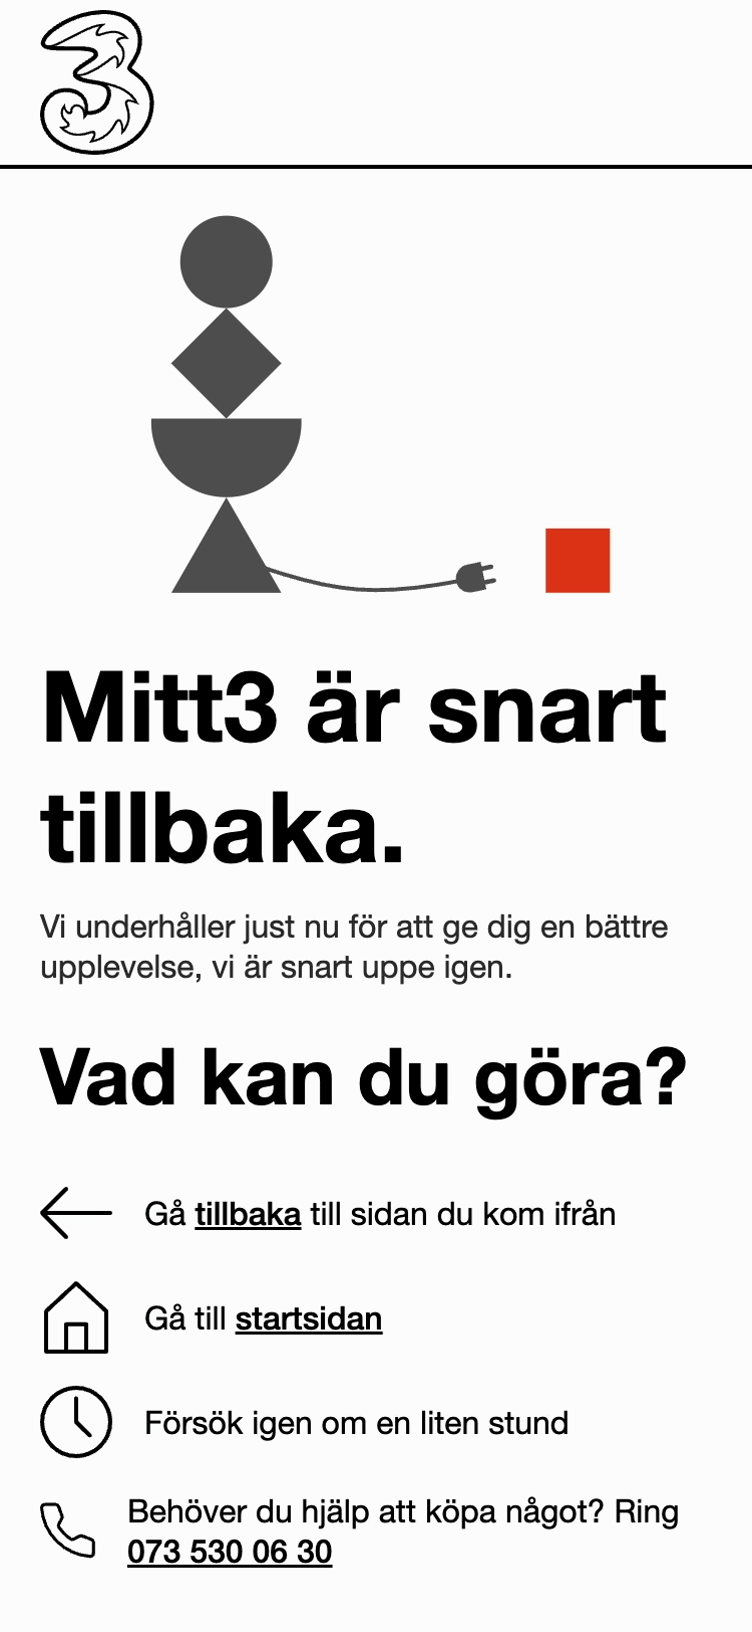 3
Mitt3 är snart
tillbaka.
Vi underhåller just nu för att ge dig en bättre
upplevelse, vi är snart uppe igen.
Vad kan du göra?
Gå tillbaka till sidan du kom ifrån
Gå till startsidan
Försök igen om en liten stund
Behöver du hjälp att köpa något? Ring
073 530 06 30